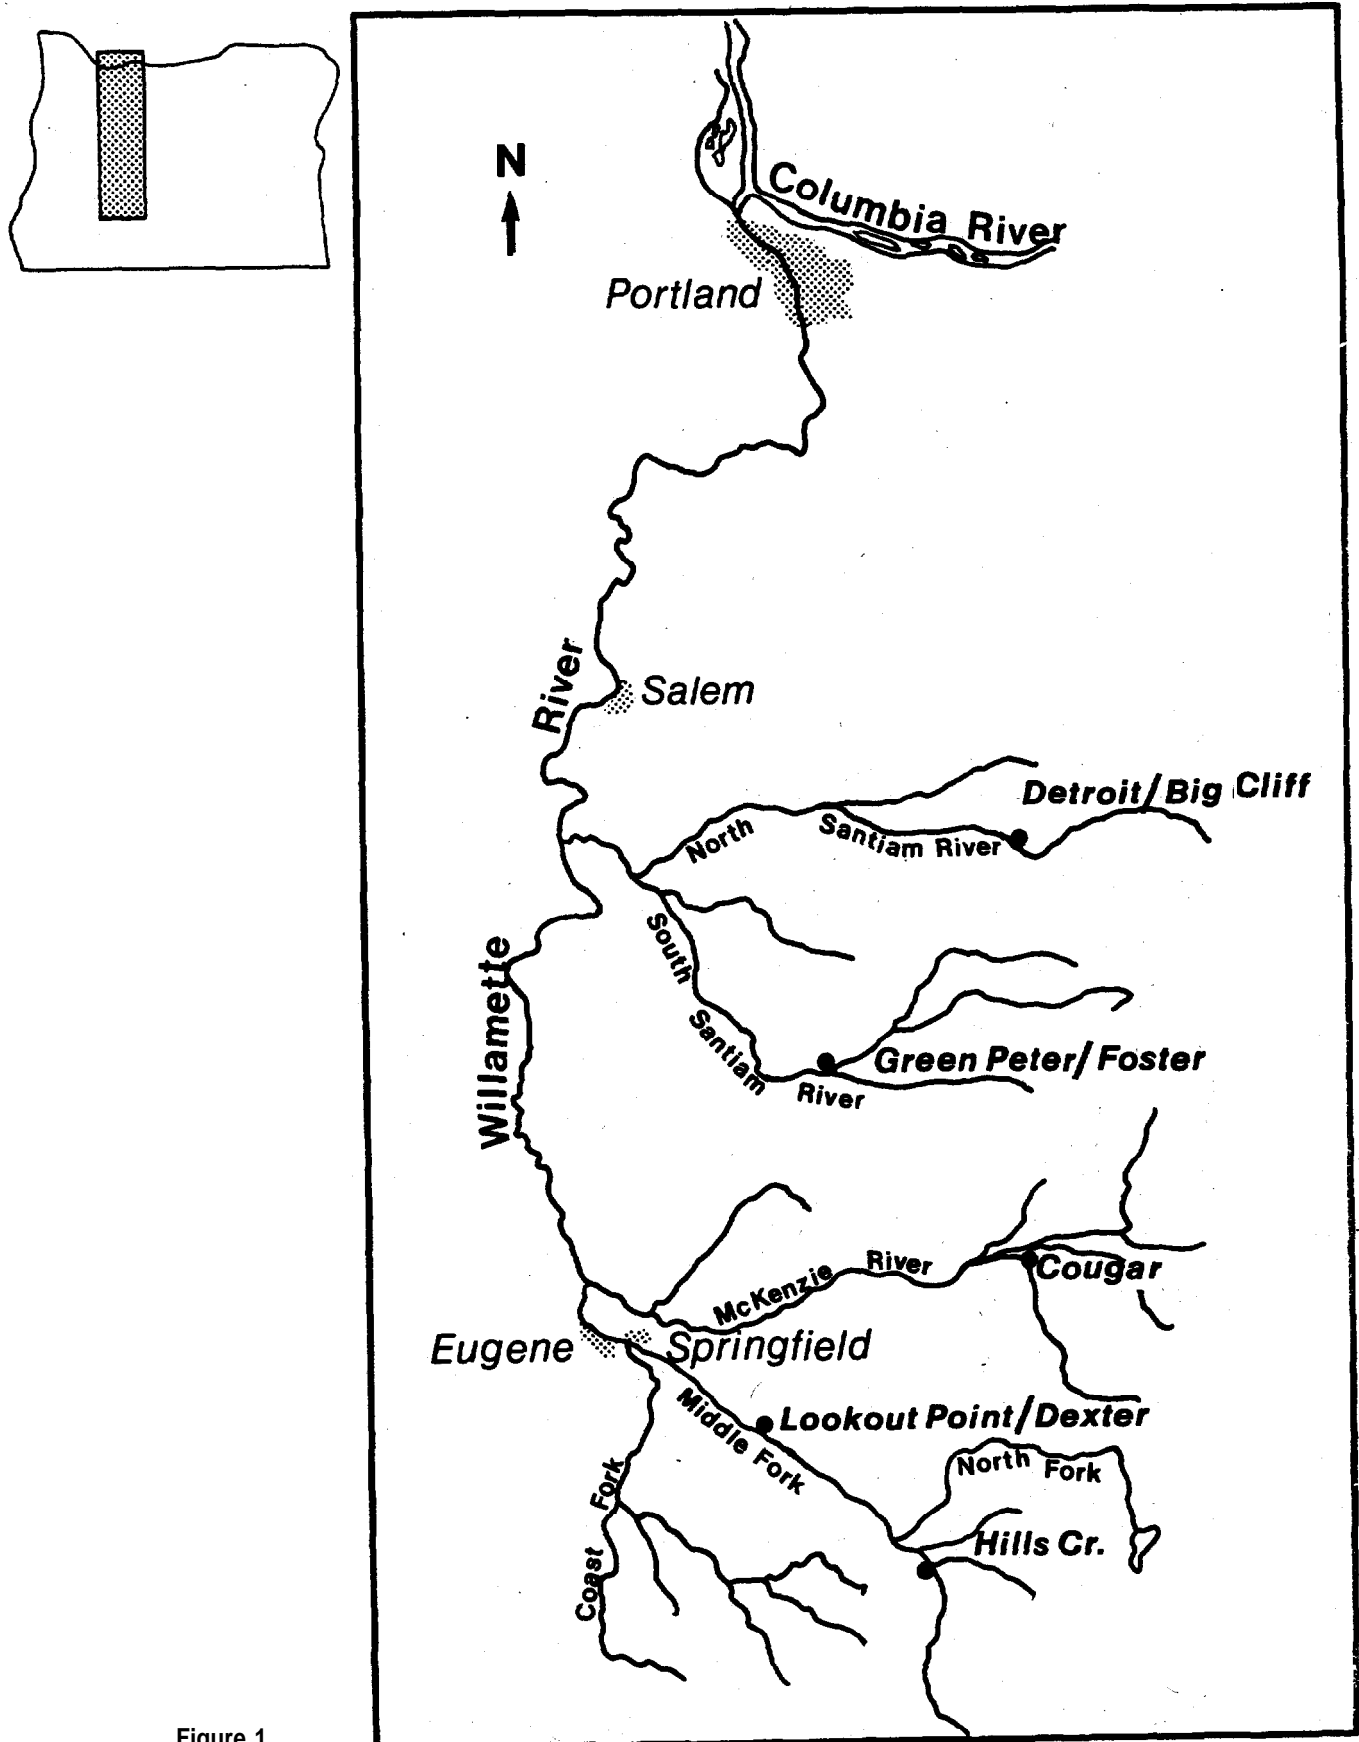 N
Columbia River
Portland
River
Salem
Detroit/Big Cliff
North
Santiam River
South
Santiam
River
Willamette
Green Peter/Foster
McKenzie
River
Cougar
Eugene
Springfield
Middle Fork
Lookout Point/Dexter
North Fork
Coast
Fork
Hills Cr.
Figure 1